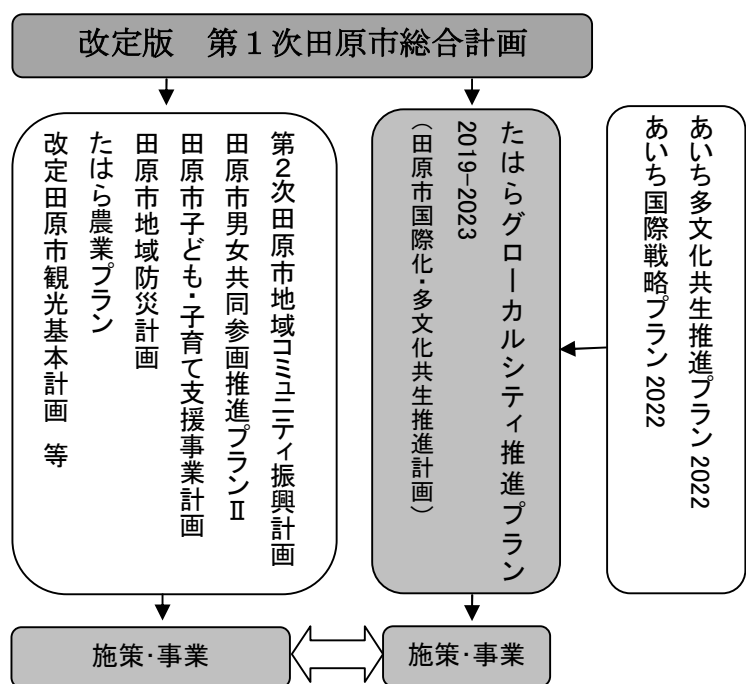 改定版　第１次田原市総合計画
第２次田原市地域コミュニティ振興計画
田原市男女共同参画推進プランⅡ
田原市子ども・子育て支援事業計画
田原市地域防災計画
たはら農業プラン
改定田原市観光基本計画 等
たはらグローカルシティ推進プラン
2019-2023
（田原市国際化・多文化共生推進計画）
あいち多文化共生推進プラン 2022
あいち国際戦略プラン 2022
施策・事業
施策・事業